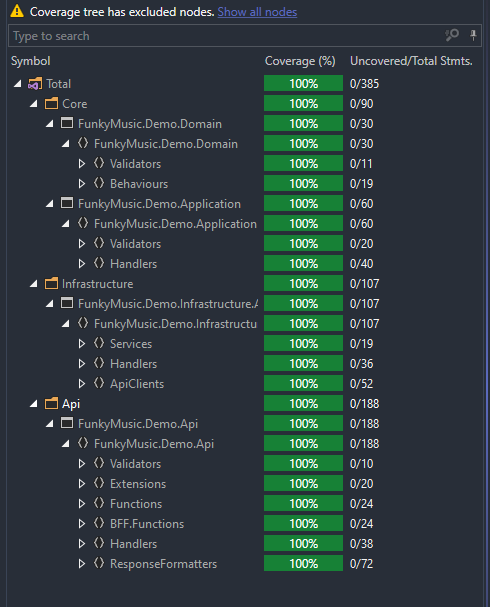 Coverage tree has excluded nodes. Show all nodes
Type to search
Symbol Coverage (%) Uncovered/Total Stmts.
Total 100% 0/385
Core 100% 0/90
FunkyMusic.Demo.Domain 100% 0/30
FunkyMusic.Demo.Domain 100% 0/30
Validators 100% 0/11
Behaviours 100% 0/19
FunkyMusic.Demo.Application 100% 0/60
FunkyMusic.Demo.Application 100% 0/60
Validators 100% 0/20
Handlers 100% 0/40
Infrastructure 100% 0/107
FunkyMusic.Demo.Infrastructure.A 100% 0/107
FunkyMusic.Demo.Infrastructu 100% 0/107
Services 100% 0/19
Handlers 100% 0/36
ApiClients 100% 0/52
Api 100% 0/188
FunkyMusic.Demo.Api 100% 0/188
FunkyMusic.Demo.Api 100% 0/188
Validators 100% 0/10
Extensions 100% 0/20
Functions 100% 0/24
BFF.Functions 100% 0/24
Handlers 100% 0/38
ResponseFormatters 100% 0/72